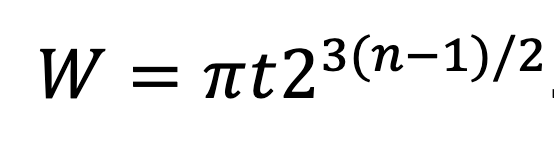 W = πt2^{3(n−1)/2}.